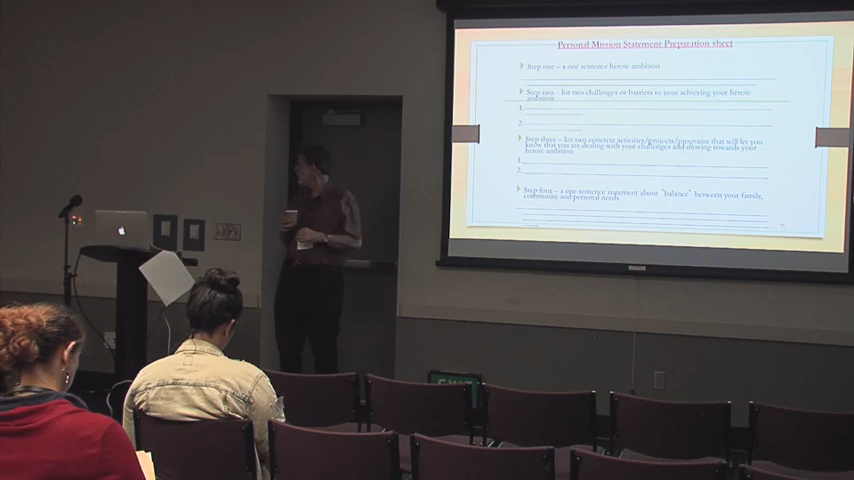 Personal Mission Statement Preparation sheet
Step one – a one sentence heroic ambition
Step two – list two challenges or barriers to your achieving your heroic
ambition
1.
2.
Step three – list two concrete activities/projects/programs that will let you
know that you are dealing with your challenges and moving towards your
heroic ambition
1.
2.
Step four – a one sentence statement about "balance" between your family,
community and personal needs